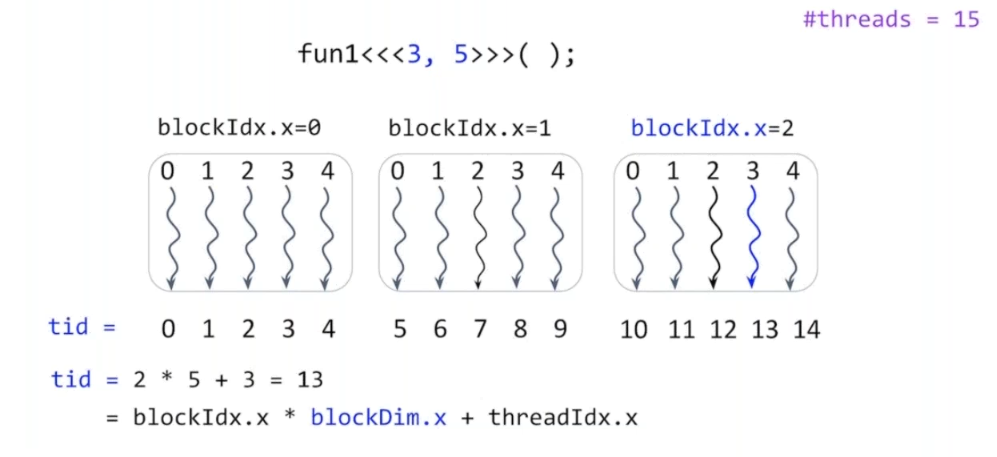 #threads = 15
fun1<<<3, 5>>>( );
blockIdx.x=0 blockIdx.x=1 blockIdx.x=2
0 1 2 3 4 0 1 2 3 4 0 1 2 3 4
tid = 0 1 2 3 4 5 6 7 8 9 10 11 12 13 14
tid = 2 * 5 + 3 = 13
= blockIdx.x * blockDim.x + threadIdx.x